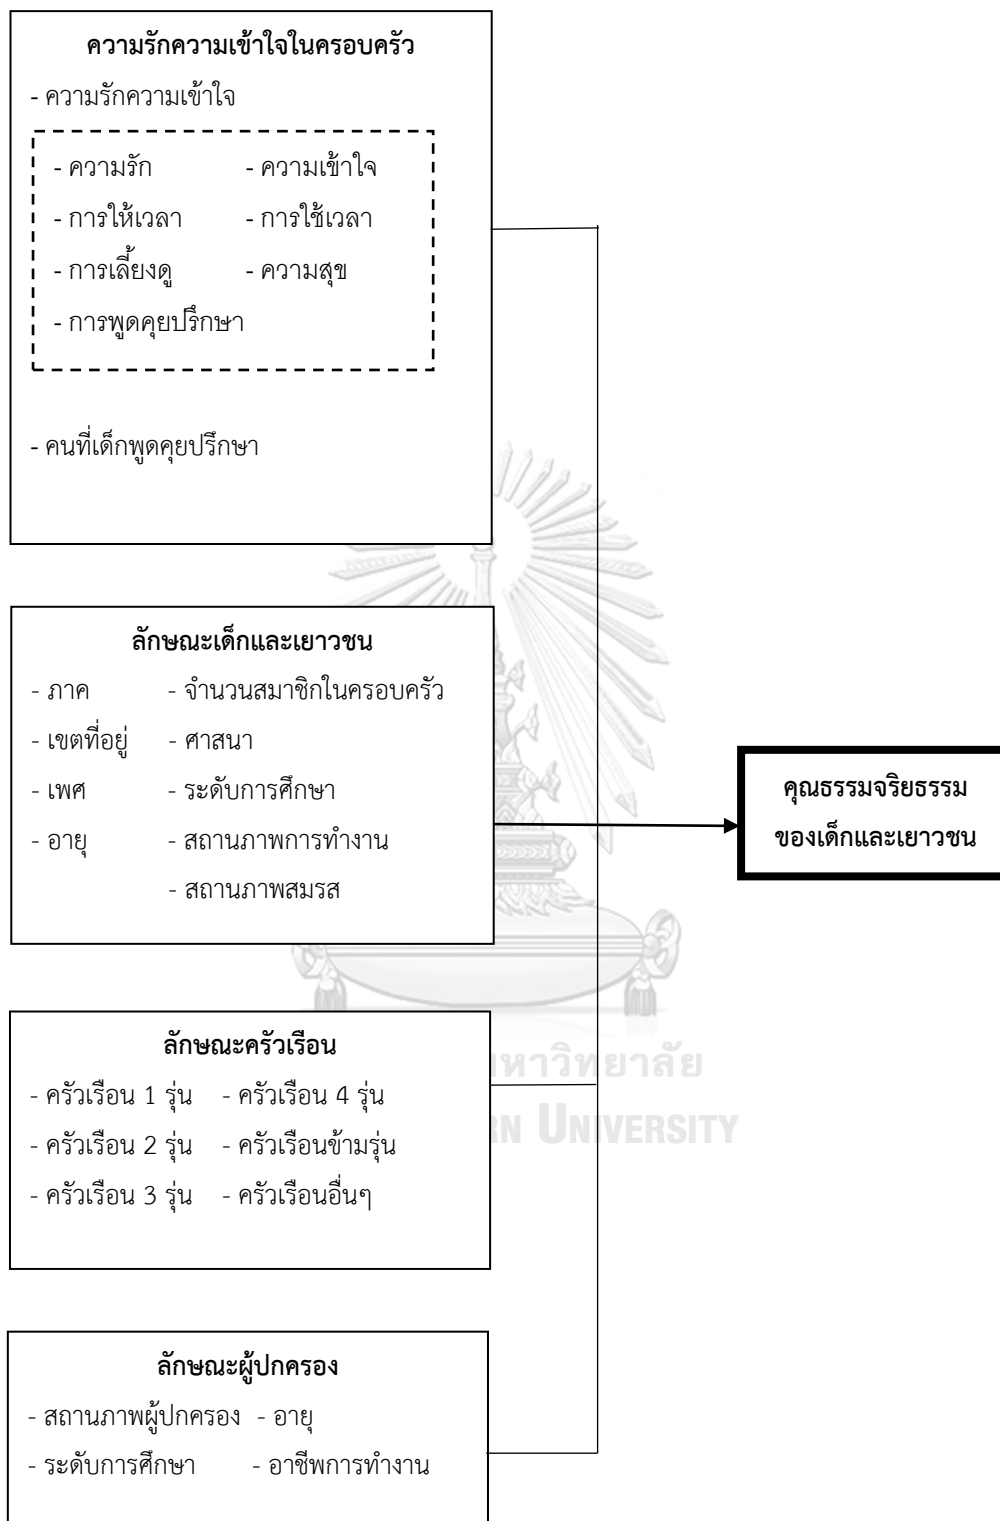 ความรักความเข้าใจในครอบครัว
- ความรักความเข้าใจ
- ความรัก - ความเข้าใจ
- การให้เวลา - การใช้เวลา
- การเลี้ยงดู - ความสุข
- การพูดคุยปรึกษา
- คนที่เด็กพูดคุยปรึกษา
ลักษณะเด็กและเยาวชน
- ภาค - จำนวนสมาชิกในครอบครัว
- เขตที่อยู่ - ศาสนา
- เพศ - ระดับการศึกษา
- อายุ - สถานภาพการทำงาน
- สถานภาพสมรส
คุณธรรมจริยธรรม
ของเด็กและเยาวชน
ลักษณะครัวเรือน
- ครัวเรือน 1 รุ่น - ครัวเรือน 4 รุ่น
- ครัวเรือน 2 รุ่น - ครัวเรือนข้ามรุ่น
- ครัวเรือน 3 รุ่น - ครัวเรือนอื่นๆ
หาวิทยาลัย
RN UNIVERSITY
ลักษณะผู้ปกครอง
- สถานภาพผู้ปกครอง - อายุ
- ระดับการศึกษา - อาชีพการทำงาน